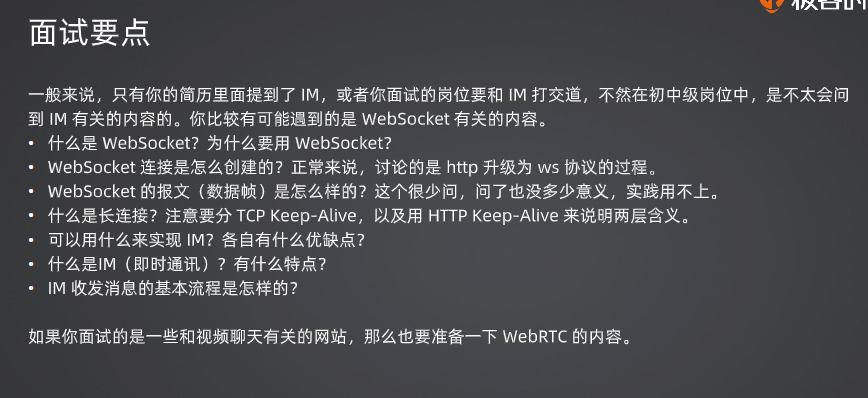 面试要点
一般来说，只有你的简历里面提到了 IM，或者你面试的岗位要和 IM 打交道，不然在初中级岗位中，是不太会问
到 IM 有关的内容的。你比较有可能遇到的是 WebSocket 有关的内容。
• 什么是 WebSocket？为什么要用 WebSocket？
• WebSocket 连接是怎么创建的？正常来说，讨论的是 http 升级为 ws 协议的过程。
• WebSocket 的报文（数据帧）是怎么样的？这个很少问，问了也没多少意义，实践用不上。
• 什么是长连接？注意要分 TCP Keep-Alive，以及用 HTTP Keep-Alive 来说明两层含义。
• 可以用什么来实现 IM？各自有什么优缺点？
• 什么是IM（即时通讯）? 有什么特点?
• IM 收发消息的基本流程是怎样的？
如果你面试的是一些和视频聊天有关的网站，那么也要准备一下 WebRTC 的内容。